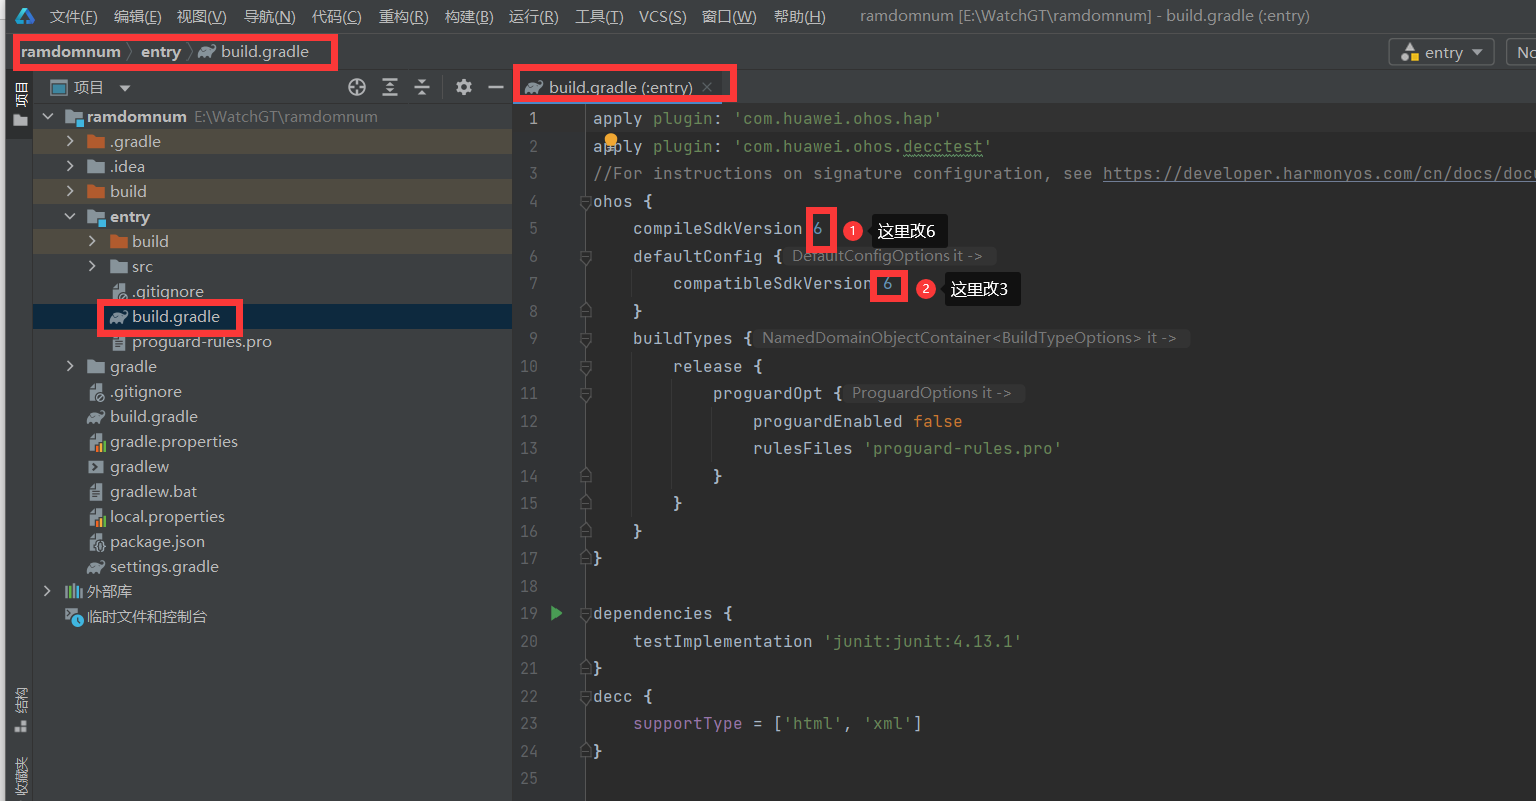 文件(F) 编辑(E) 视图(V) 导航(N) 代码(C) 重构(R) 构建(B) 运行(R) 工具(T) VCS(S) 窗口(W) 帮助(H) ramdomnum [E:\WatchGT\ramdomnum] - build.gradle (:entry)
ramdomnum entry build.gradle
entry
No
项目
项目
ramdomnum E:\WatchGT\ramdomnum
.gradle
.idea
build
entry
build
src
.gitignore
build.gradle
proguard-rules.pro
gradle
.gitignore
build.gradle
gradle.properties
gradlew
gradlew.bat
local.properties
package.json
settings.gradle
外部库
临时文件和控制台
结构
收藏夹
build.gradle (:entry)
1 apply plugin: 'com.huawei.ohos.hap'
2 apply plugin: 'com.huawei.ohos.decctest'
3 //For instructions on signature configuration, see https://developer.harmonyos.com/cn/docs/docu
4 ohos {
5 compileSdkVersion 6 1 这里改6
6 defaultConfig { DefaultConfigOptions it ->
7 compatibleSdkVersion 6 2 这里改3
8 }
9 buildTypes { NamedDomainObjectContainer<BuildTypeOptions> it ->
10 release {
11 proguardOpt { ProguardOptions it ->
12 proguardEnabled false
13 rulesFiles 'proguard-rules.pro'
14 }
15 }
16 }
17 }
18
19 dependencies {
20 testImplementation 'junit:junit:4.13.1'
21 }
22 decc {
23 supportType = ['html', 'xml']
24 }
25